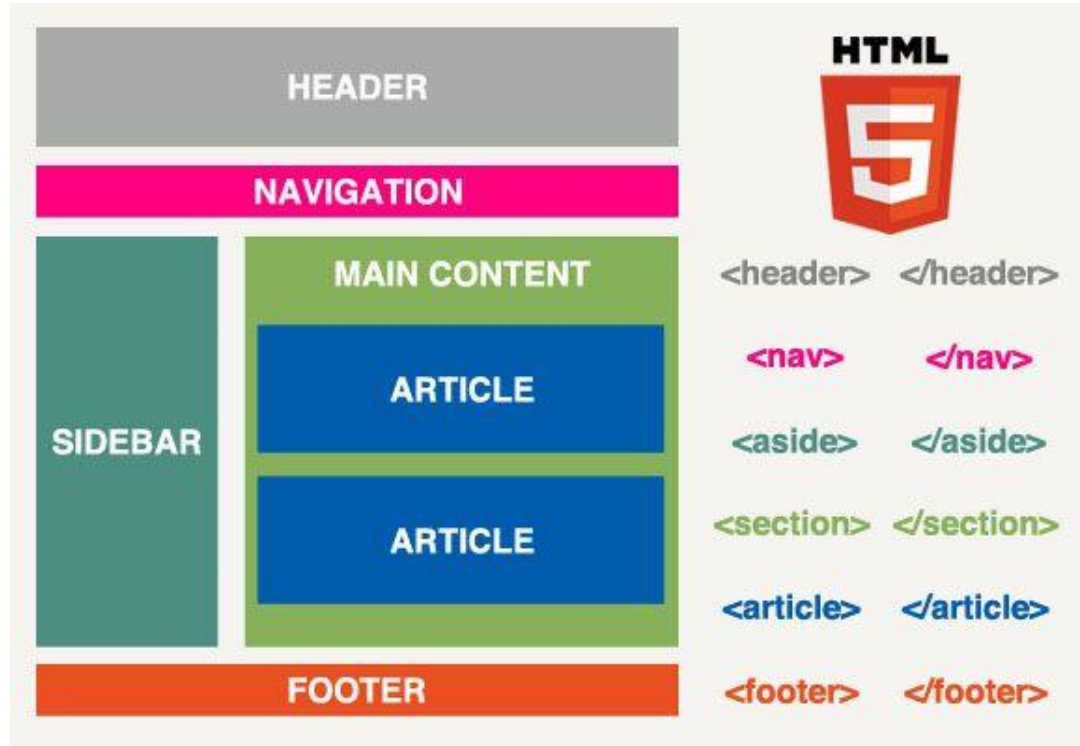 HEADER
NAVIGATION
SIDEBAR
MAIN CONTENT
ARTICLE
ARTICLE
FOOTER
HTML
5
<header> </header>
<nav> </nav>
<aside> </aside>
<section> </section>
<article> </article>
<footer> </footer>